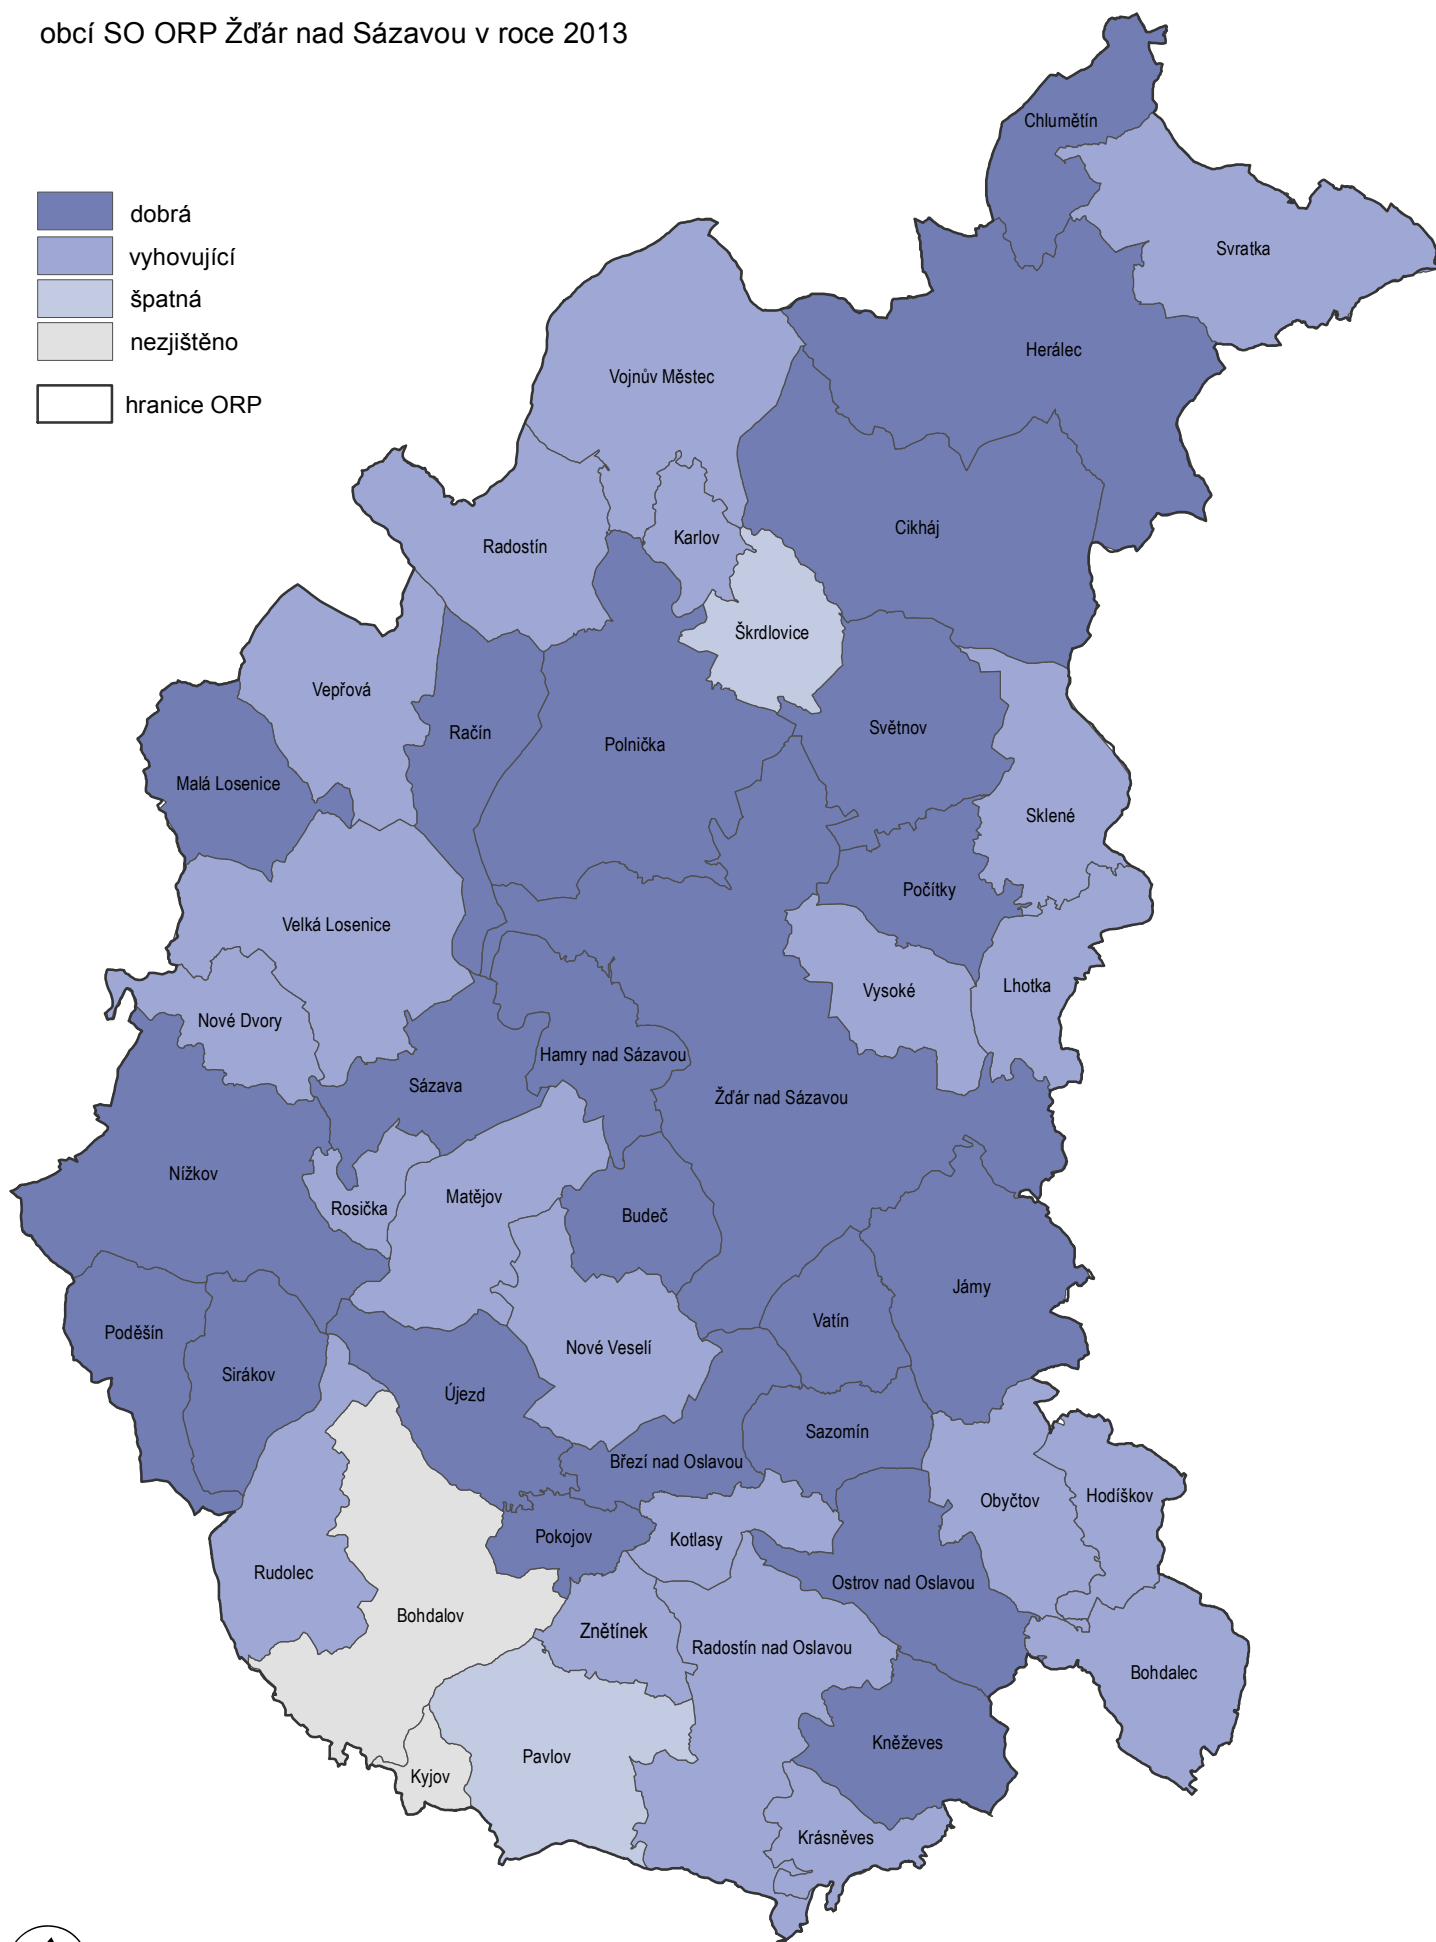 obcí SO ORP Žďár nad Sázavou v roce 2013
dobrá
vyhovující
špatná
nezjištěno
hranice ORP
Chlumětín
Svratka
Herálec
Vojnův Městec
Cikháj
Karlov
Radostín
Škrdlovice
Vepřová
Světnov
Račín
Polnička
Malá Losenice
Sklené
Počítky
Velká Losenice
Lhotka
Vysoké
Nové Dvory
Hamry nad Sázavou
Sázava
Žďár nad Sázavou
Nížkov
Matějov
Rosička
Budeč
Jámy
Vatín
Poděšín
Nové Veselí
Sirákov
Újezd
Sazomín
Březí nad Oslavou
Hodíškov
Obyčtov
Pokojov
Kotlasy
Rudolec
Ostrov nad Oslavou
Bohdalov
Znětínek
Radostín nad Oslavou
Bohdalec
Kněževes
Pavlov
Kyjov
Krásněves